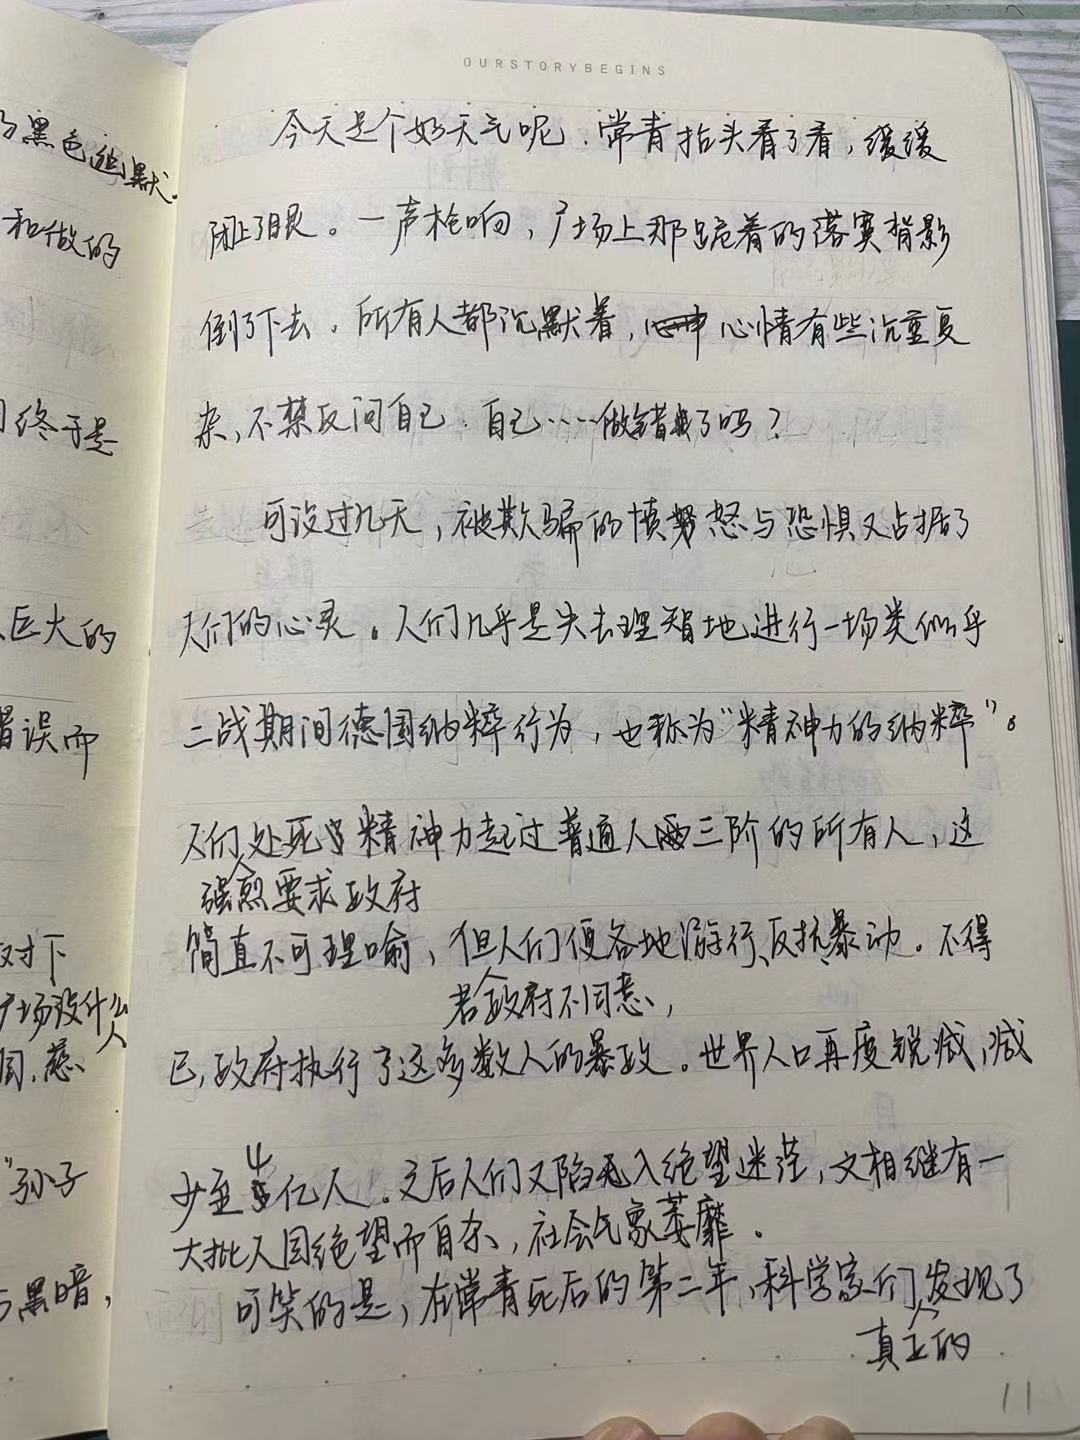 OURSTORYBEGINS
的黑色幽默。
和做的
终于是
巨大的
错误而
对下
广场没什么人
"孙子
黑暗,
今天是个好天气呢.常青抬头看了看,缓缓
闭上了眼。一声枪响,广场上那跪着的落寞背影
倒了下去.所有人都沉默着,心情有些沉重复
杂,不禁反问自己.自己……做错了吗?
可没过几天,被欺骗的愤怒与恐惧又占据了
人们的心灵。人们几乎是失去理智地进行一场类似乎
二战期间德国纳粹行为,也称为"精神力的纳粹"。
人们处死精神力超过普通人三阶的所有人,这
强烈要求政府
简直不可理喻,但人们便各地游行、反抗、暴动。不得
若政府不同意,
已,政府执行了这多数人的暴政。世界人口再度锐减,减
少至4亿人.之后人们又陷入绝望迷茫,又相继有一
大批人因绝望而自杀,社会气象萎靡.
可笑的是,在常青死后的第二年,科学家们发现了
真正的
11